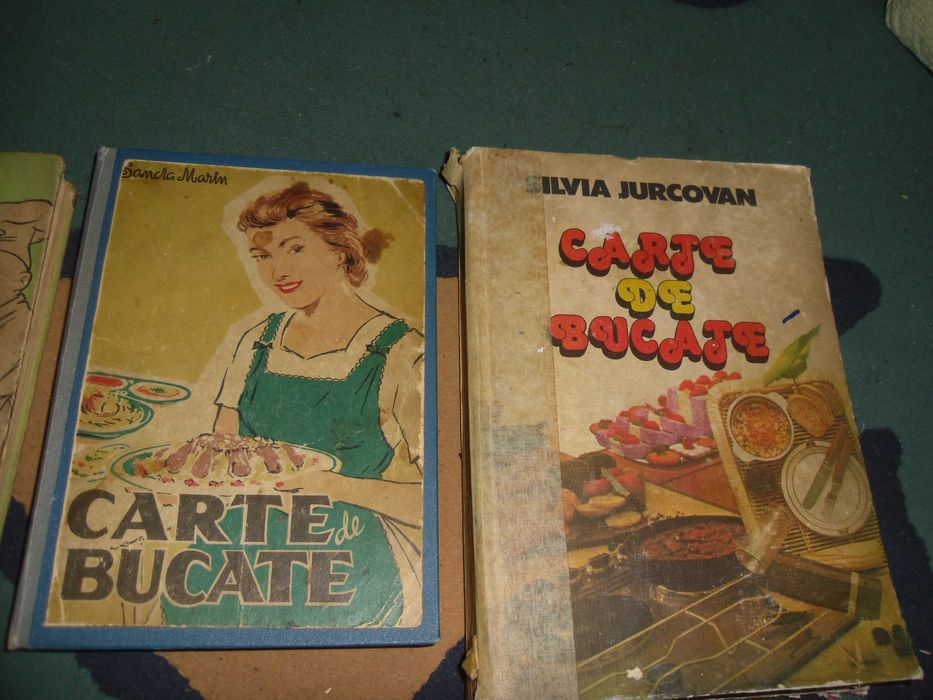 Sanda Marin
CARTE de
BUCATE
SILVIA JURCOVAN
CARTE
DE
BUCATE